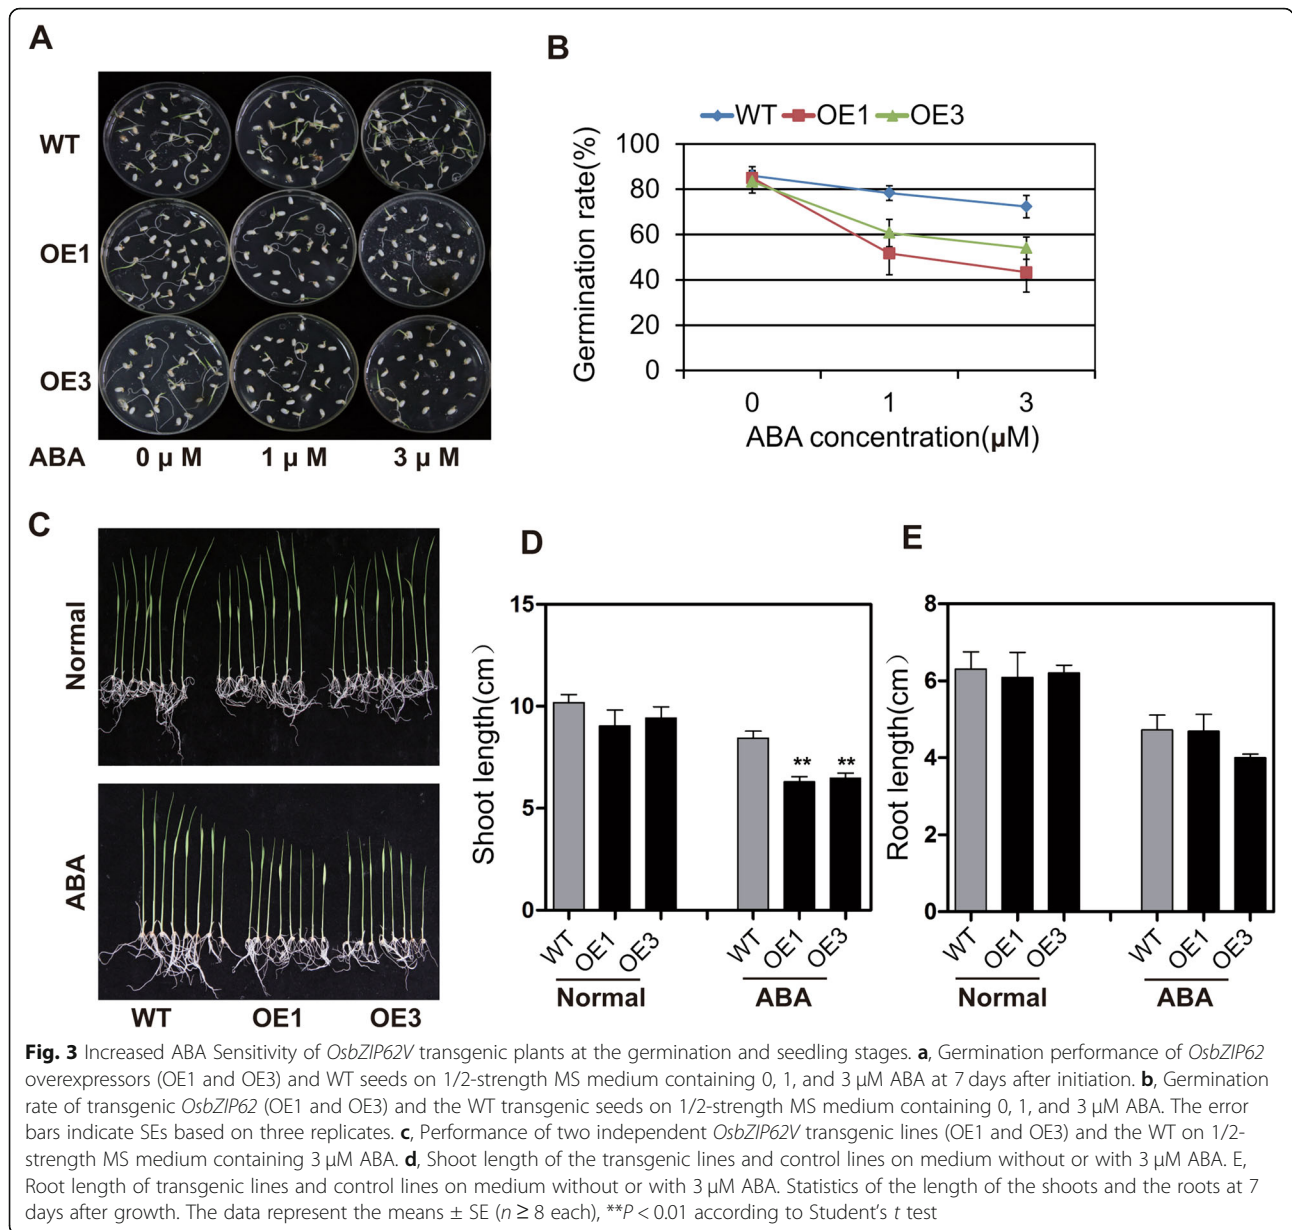 A
WT
OE1
OE3
ABA 0 µ M 1 µ M 3 µ M
B
WT OE1 OE3
Germination rate(%)
100
80
60
40
20
0
0 1 3
ABA concentration(µM)
C
Normal
ABA
WT OE1 OE3
D
Shoot length(cm)
15
10
5
0
** **
WT OE1 OE3 WT OE1 OE3
Normal ABA
E
Root length(cm)
8
6
4
2
0
WT OE1 OE3 WT OE1 OE3
Normal ABA
Fig. 3 Increased ABA Sensitivity of OsbZIP62V transgenic plants at the germination and seedling stages. a, Germination performance of OsbZIP62
overexpressors (OE1 and OE3) and WT seeds on 1/2-strength MS medium containing 0, 1, and 3 µM ABA at 7 days after initiation. b, Germination
rate of transgenic OsbZIP62 (OE1 and OE3) and the WT transgenic seeds on 1/2-strength MS medium containing 0, 1, and 3 µM ABA. The error
bars indicate SEs based on three replicates. c, Performance of two independent OsbZIP62V transgenic lines (OE1 and OE3) and the WT on 1/2-
strength MS medium containing 3 µM ABA. d, Shoot length of the transgenic lines and control lines on medium without or with 3 µM ABA. E,
Root length of transgenic lines and control lines on medium without or with 3 µM ABA. Statistics of the length of the shoots and the roots at 7
days after growth. The data represent the means ± SE (n ≥ 8 each), **P < 0.01 according to Student's t test